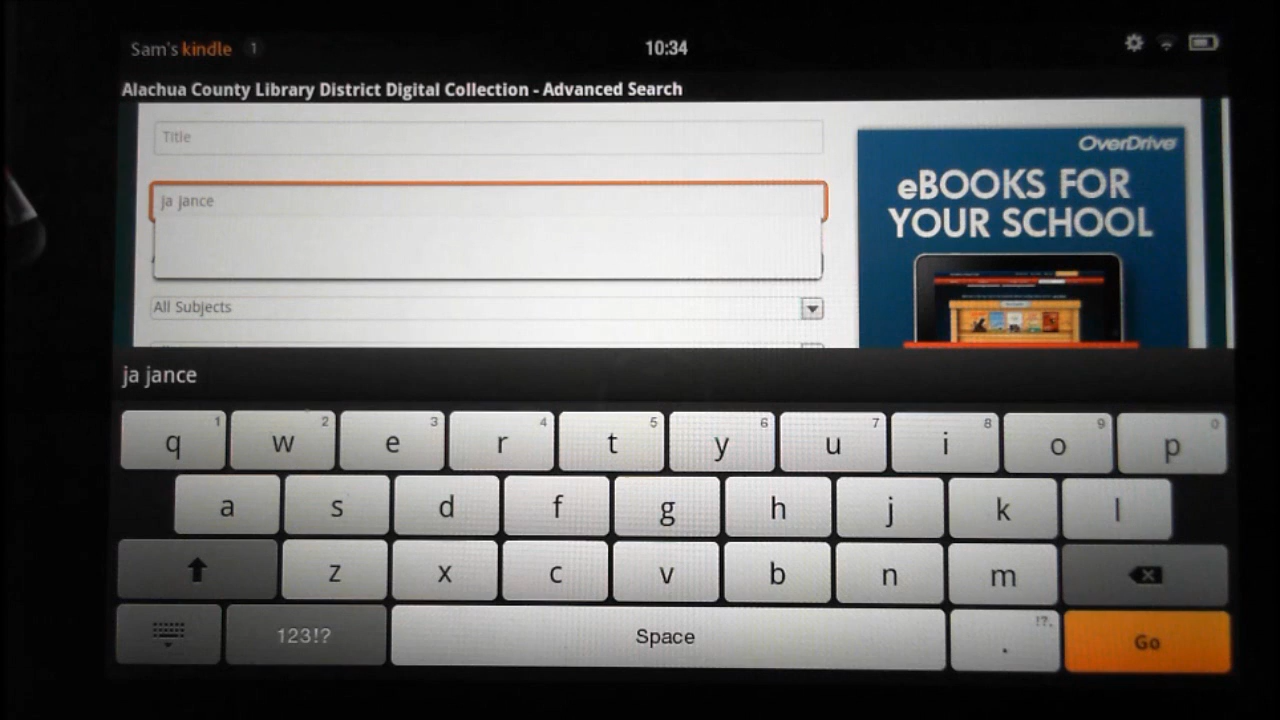 Sam's kindle 1
10:34
Alachua County Library District Digital Collection - Advanced Search
Title
ja jance
All Subjects
OverDrive
eBOOKS FOR
YOUR SCHOOL
ja jance
q 1 w 2 e 3 r 4 t 5 y 6 u 7 i 8 o 9 p 0
a s d f g h j k l
z x c v b n m
123!? Space . !?, Go